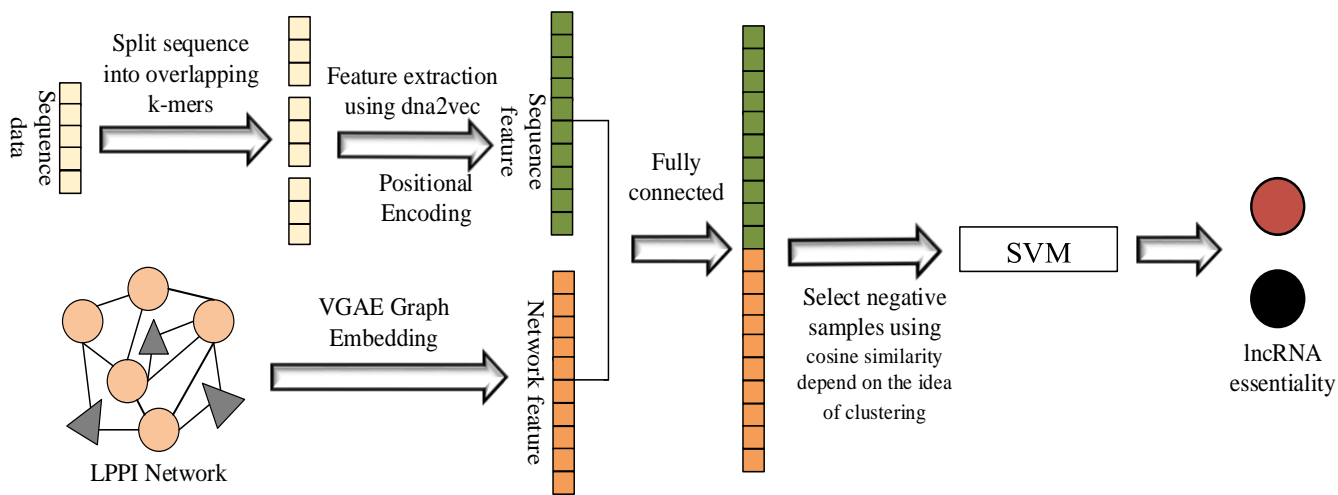 Sequence
data
Split sequence
into overlapping
k-mers
Feature extraction
using dna2vec
Positional
Encoding
Sequence
feature
LPPI Network
VGAE Graph
Embedding
Network feature
Fully
connected
Select negative
samples using
cosine similarity
depend on the idea
of clustering
SVM
lncRNA
essentiality